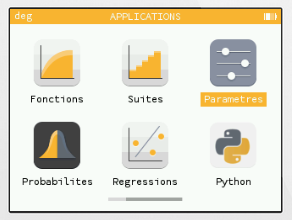 deg APPLICATIONS
Fonctions Suites Parametres
Probabilites Regressions Python